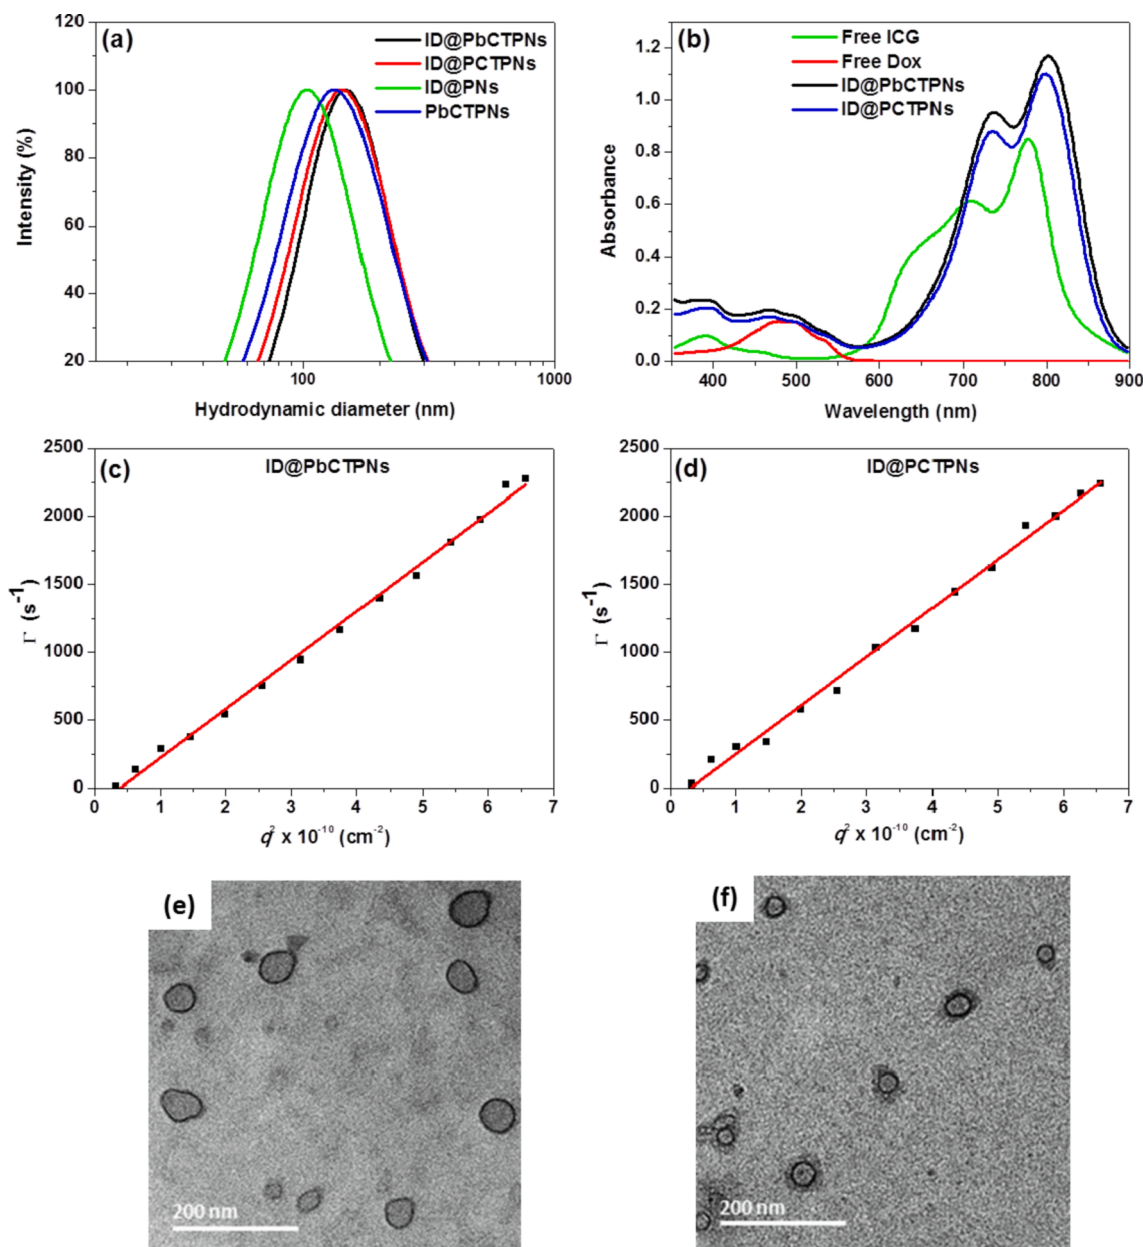 (a)
ID@PbCTPNs
ID@PCTPNs
ID@PNs
PbCTPNs
120
100
80
60
40
20
Intensity (%)
100
1000
Hydrodynamic diameter (nm)
(b)
Free ICG
Free Dox
ID@PbCTPNs
ID@PCTPNs
1.2
1.0
0.8
0.6
0.4
0.2
0.0
Absorbance
400 500 600 700 800 900
Wavelength (nm)
(c)
ID@PbCTPNs
2500
2000
1500
1000
500
0
Γ (s⁻¹)
0 1 2 3 4 5 6 7
q² x 10⁻¹⁰ (cm⁻²)
(d)
ID@PCTPNs
2500
2000
1500
1000
500
0
Γ (s⁻¹)
0 1 2 3 4 5 6 7
q² x 10⁻¹⁰ (cm⁻²)
(e)
200 nm
(f)
200 nm